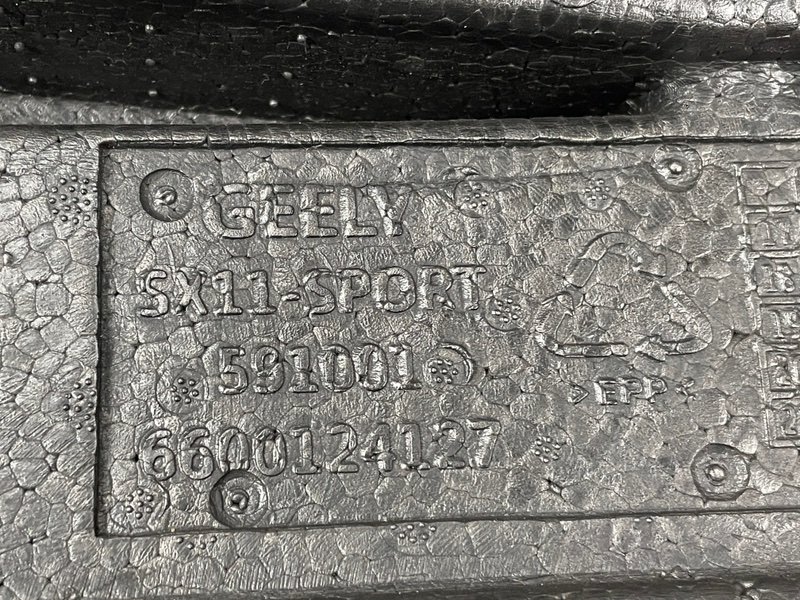 GEELY
SX11-SPORT
591001
6600124127
>EPP<